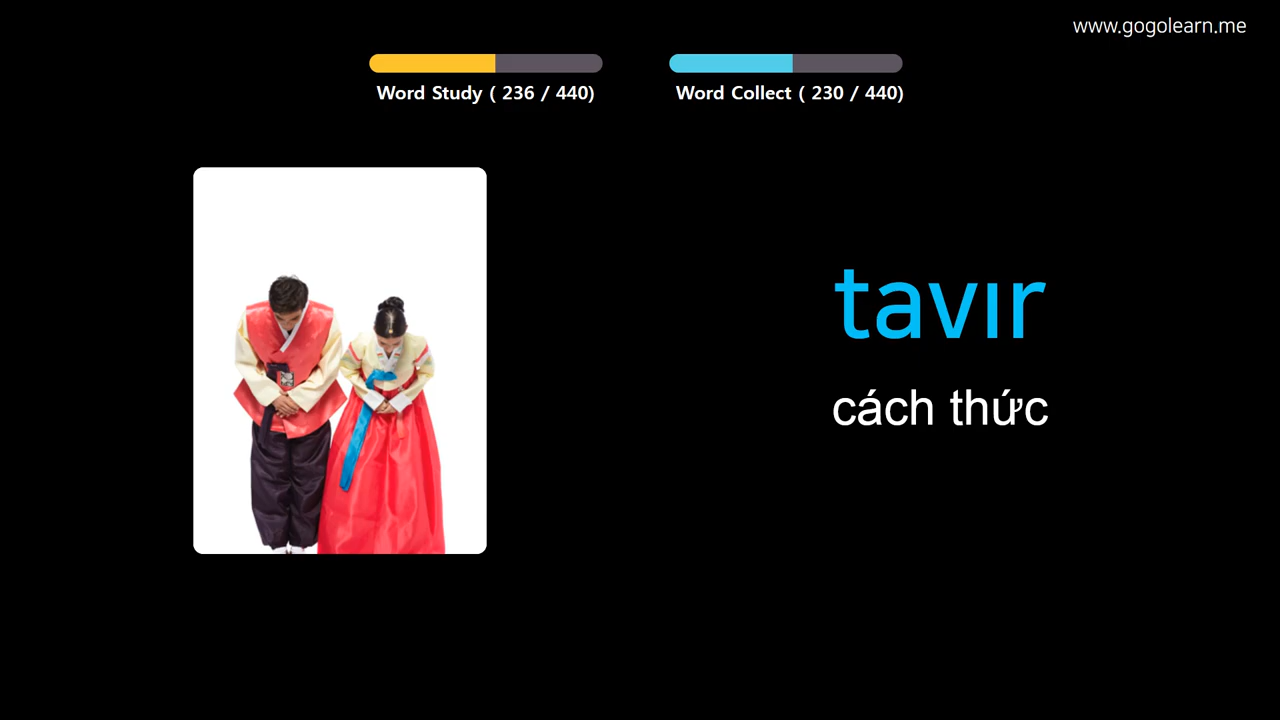 www.gogolearn.me
Word Study ( 236 / 440)
Word Collect ( 230 / 440)
tavır
cách thức